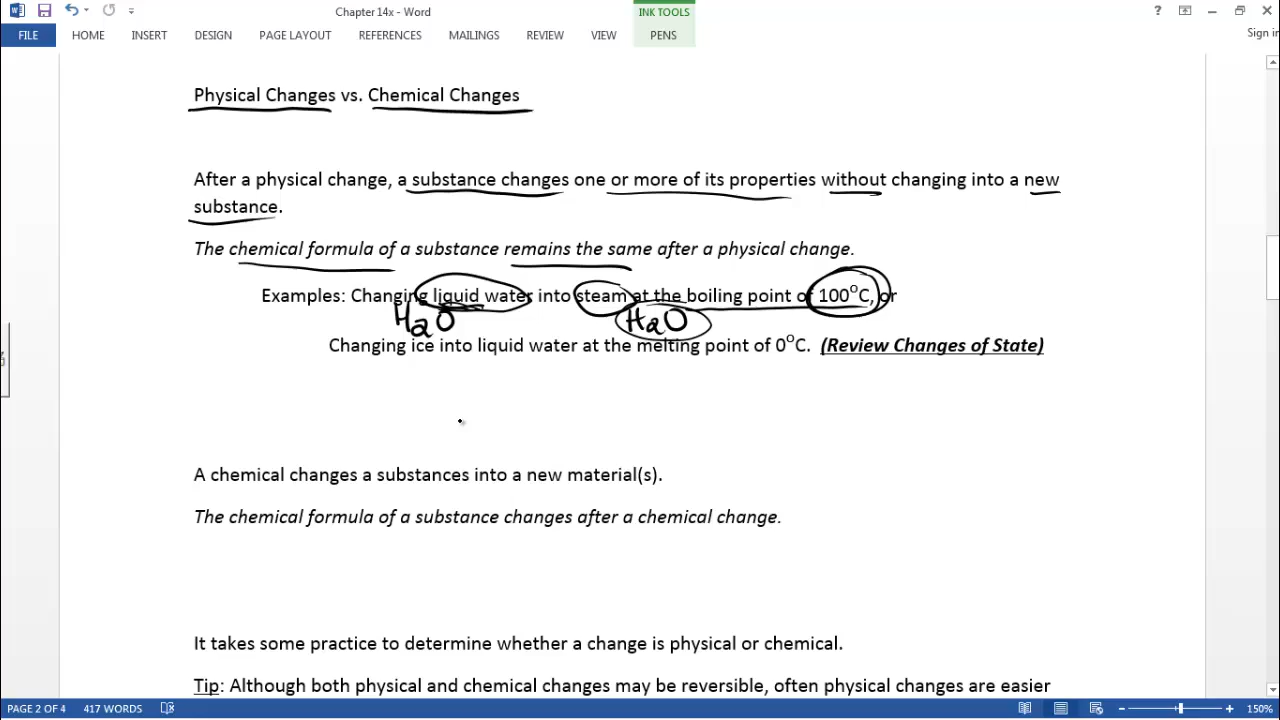 Chapter 14x - Word
INK TOOLS
?
FILE HOME INSERT DESIGN PAGE LAYOUT REFERENCES MAILINGS REVIEW VIEW PENS
Sign in
Physical Changes vs. Chemical Changes
After a physical change, a substance changes one or more of its properties without changing into a new
substance.
The chemical formula of a substance remains the same after a physical change.
Examples: Changing liquid water into steam at the boiling point of 100°C, or
H2O H2O
Changing ice into liquid water at the melting point of 0°C. (Review Changes of State)
A chemical changes a substances into a new material(s).
The chemical formula of a substance changes after a chemical change.
It takes some practice to determine whether a change is physical or chemical.
Tip: Although both physical and chemical changes may be reversible, often physical changes are easier
PAGE 2 OF 4 417 WORDS 150%